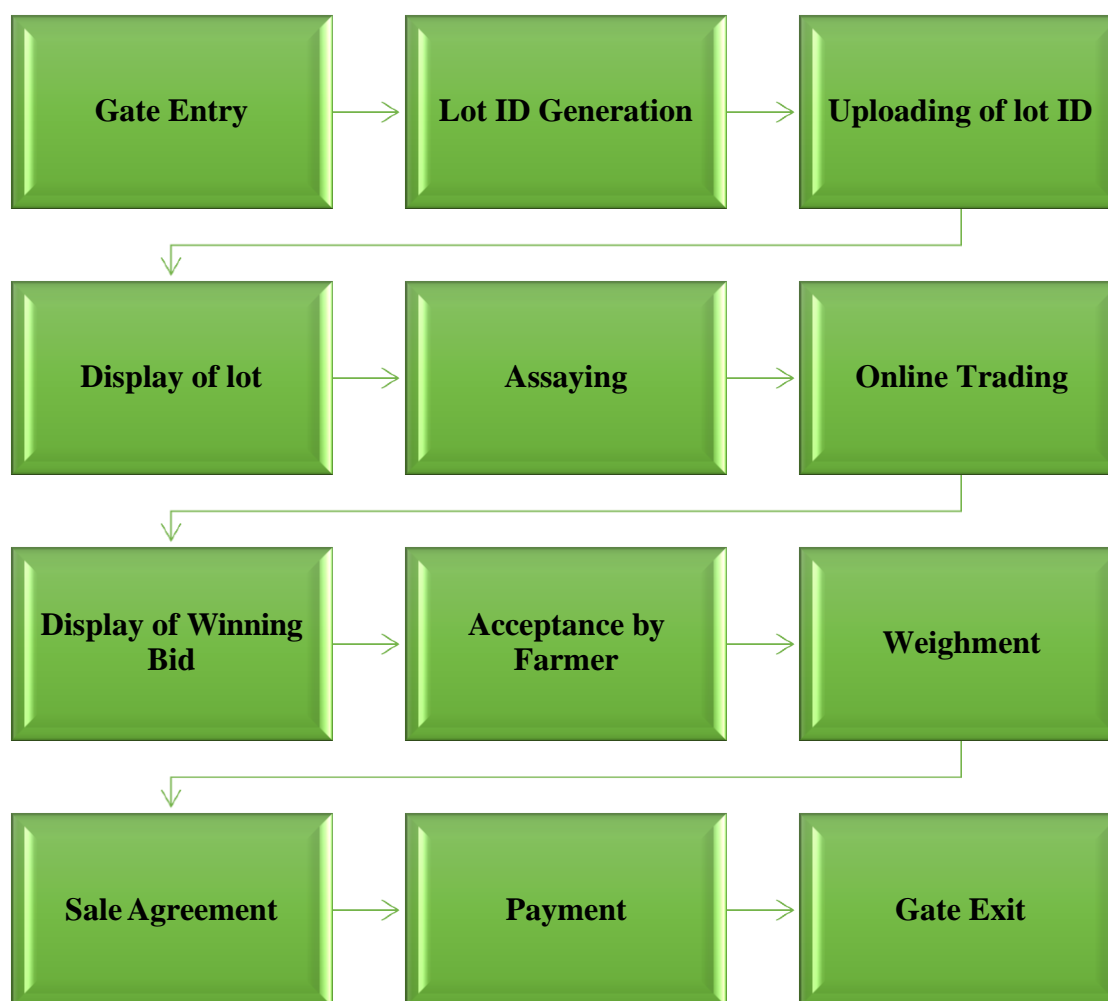 Gate Entry
Lot ID Generation
Uploading of lot ID
Display of lot
Assaying
Online Trading
Display of Winning
Bid
Acceptance by
Farmer
Weighment
Sale Agreement
Payment
Gate Exit